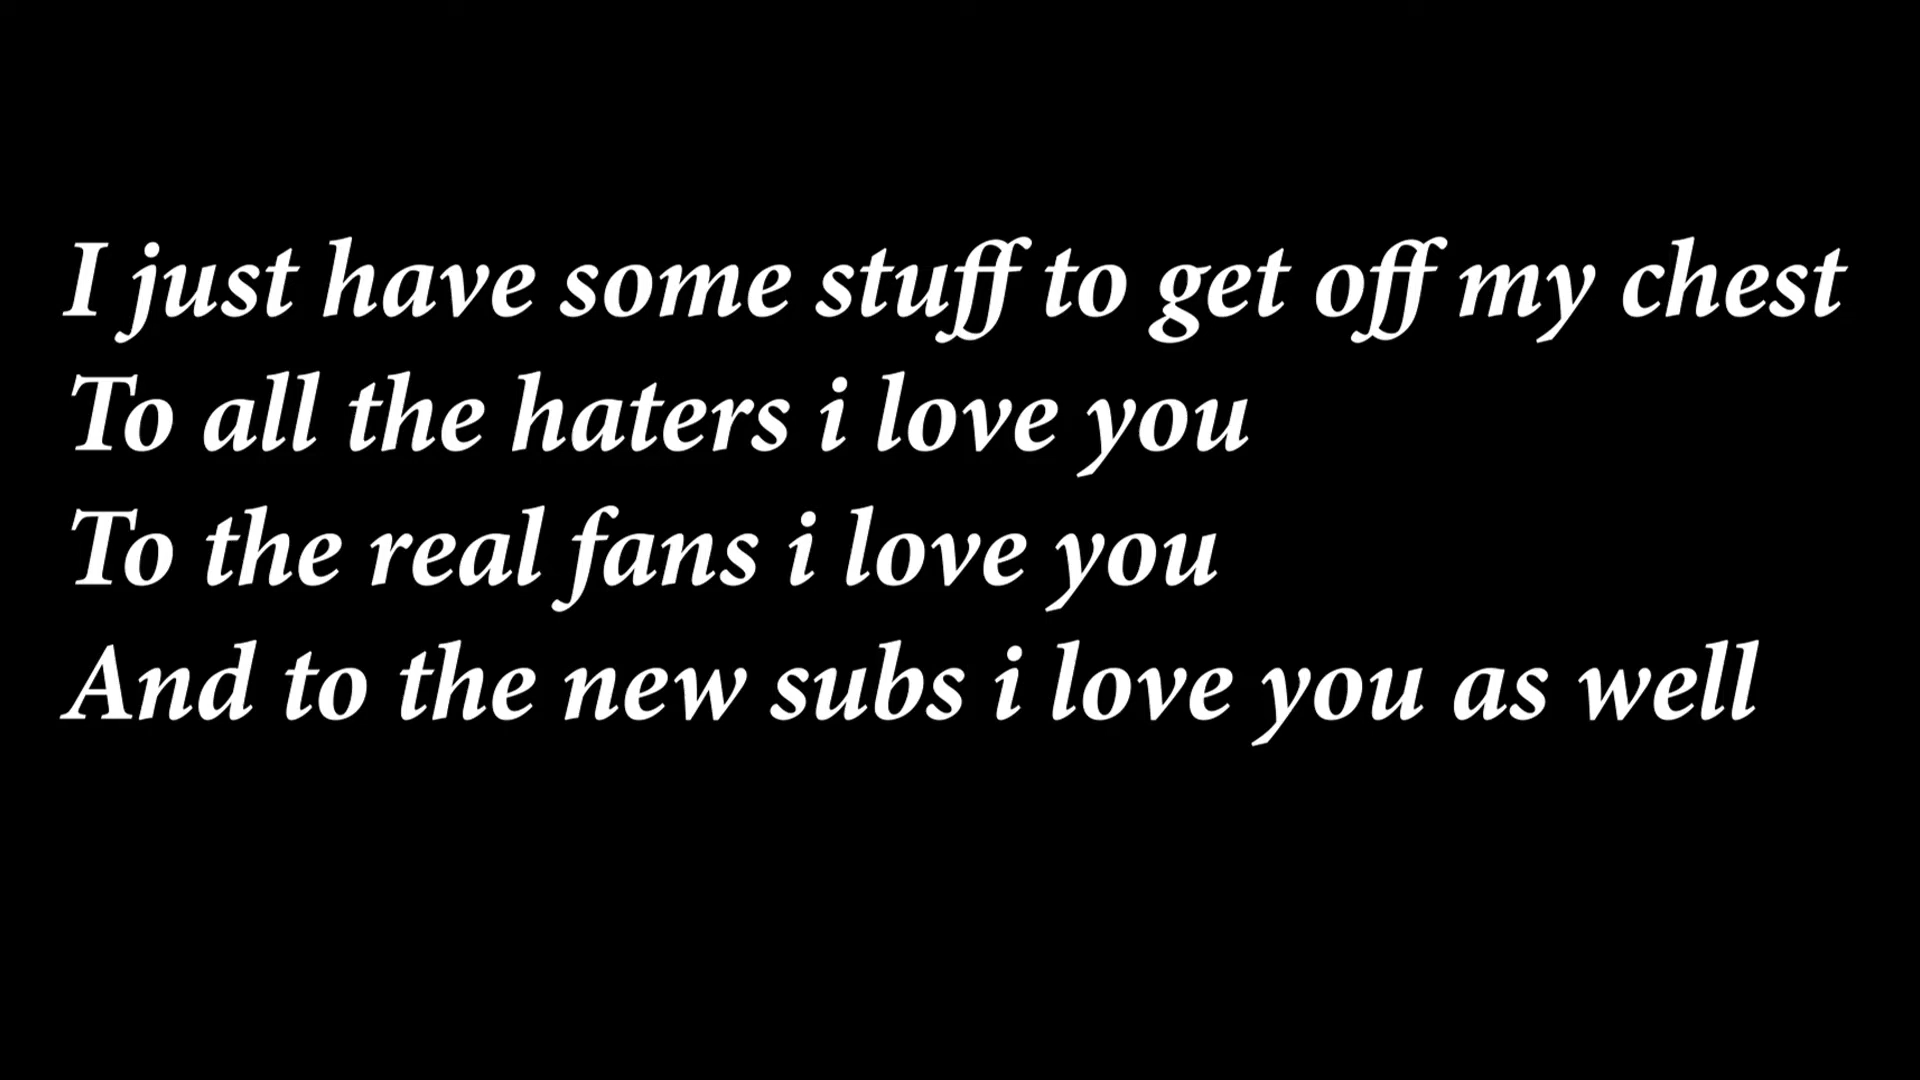 I just have some stuff to get off my chest
To all the haters i love you
To the real fans i love you
And to the new subs i love you as well